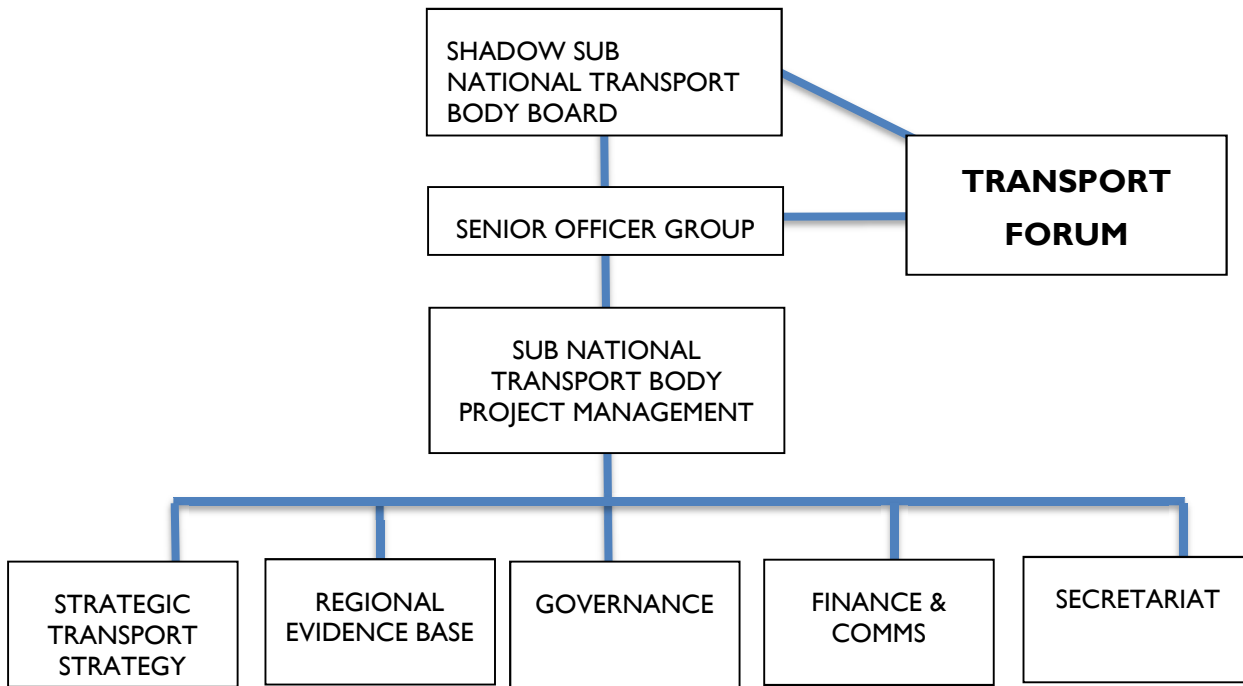 SHADOW SUB
NATIONAL TRANSPORT
BODY BOARD
TRANSPORT
FORUM
SENIOR OFFICER GROUP
SUB NATIONAL
TRANSPORT BODY
PROJECT MANAGEMENT
STRATEGIC
TRANSPORT
STRATEGY
REGIONAL
EVIDENCE BASE
GOVERNANCE
FINANCE &
COMMS
SECRETARIAT